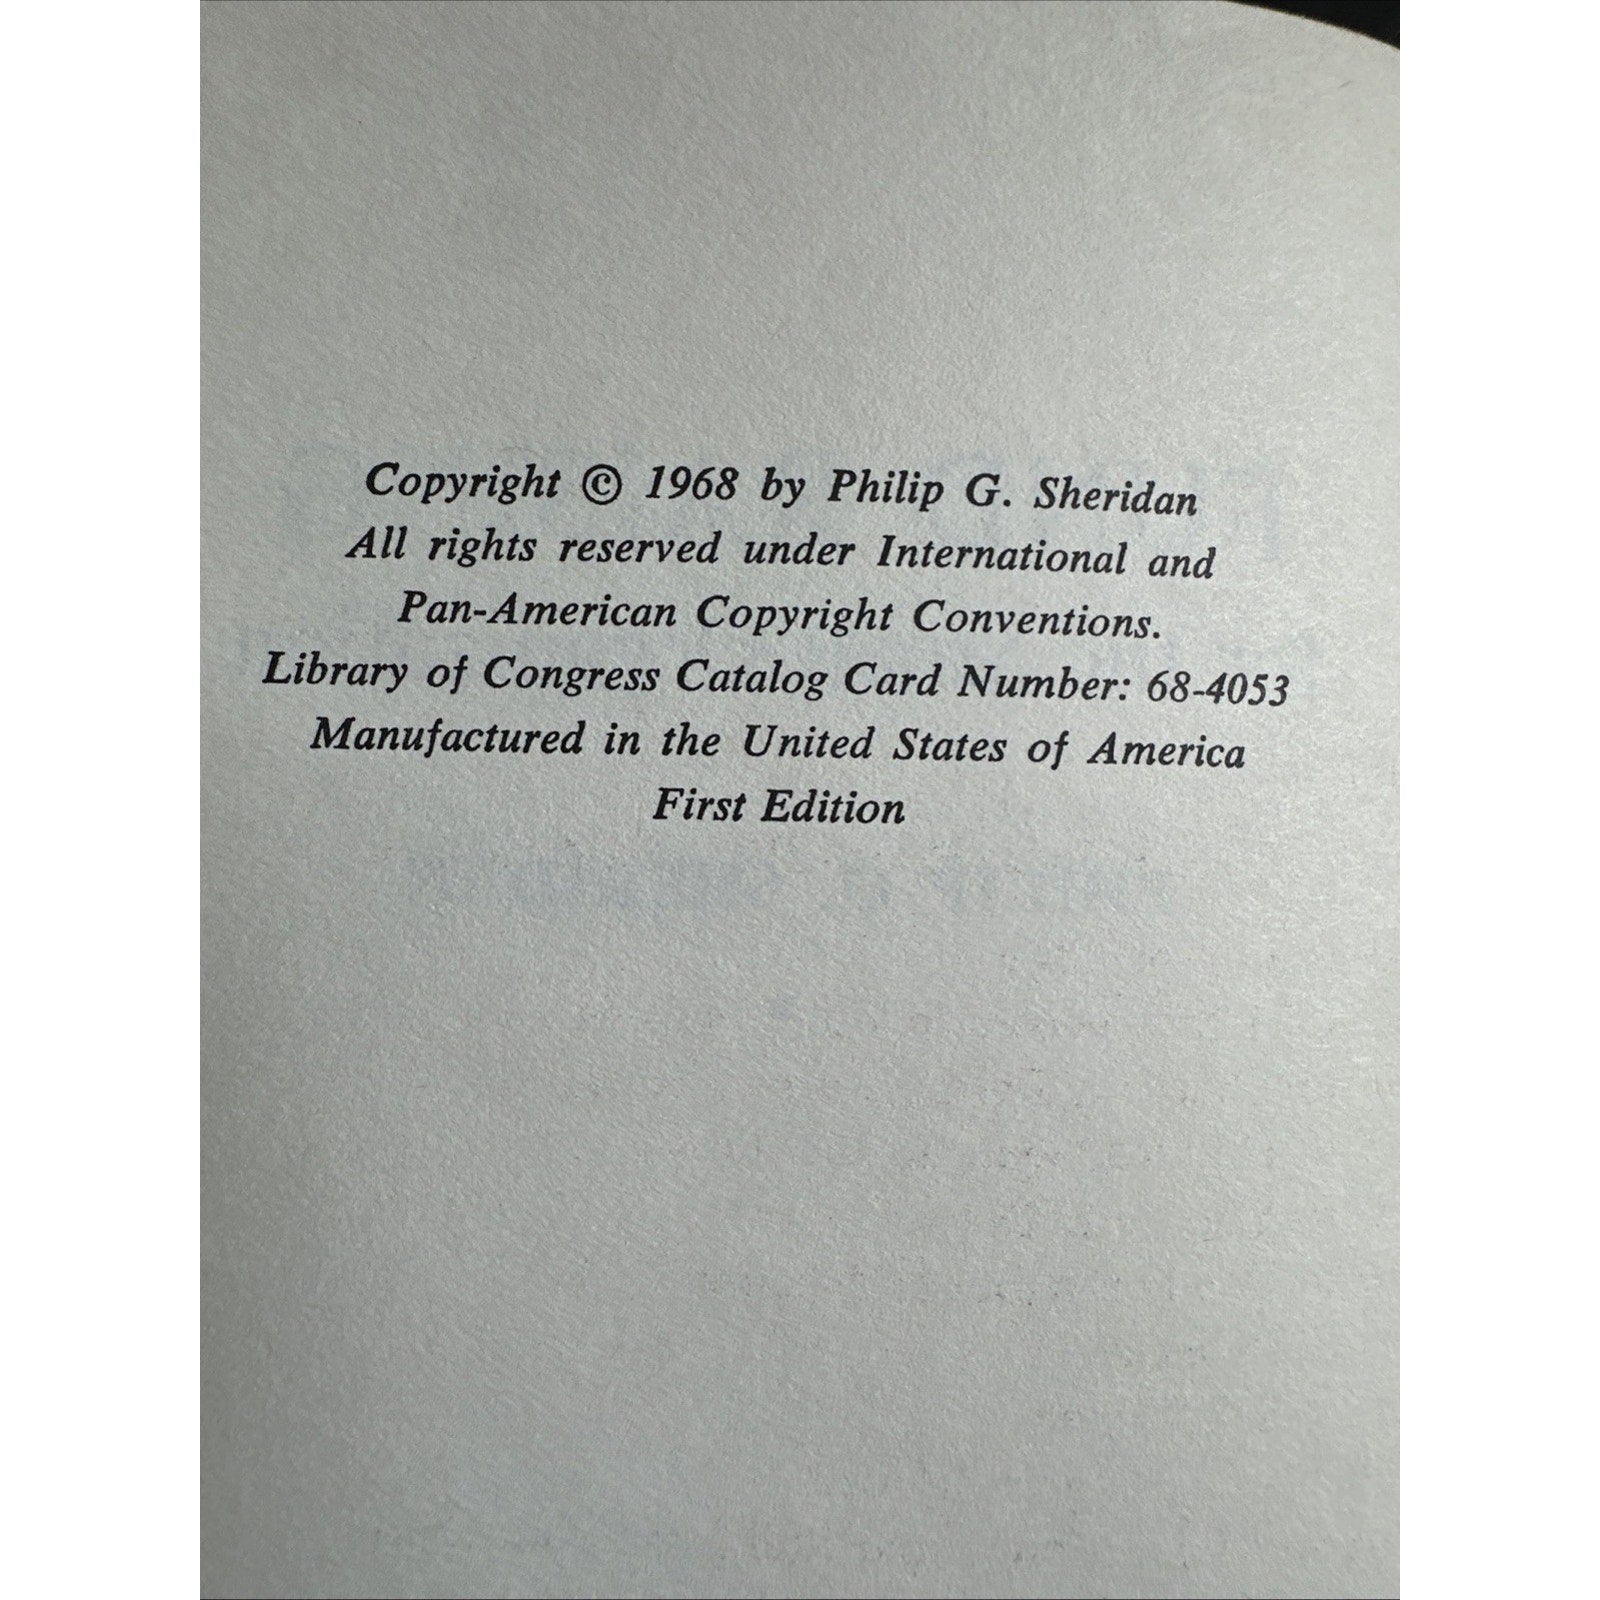 Copyright © 1968 by Philip G. Sheridan
All rights reserved under International and
Pan-American Copyright Conventions.
Library of Congress Catalog Card Number: 68-4053
Manufactured in the United States of America
First Edition